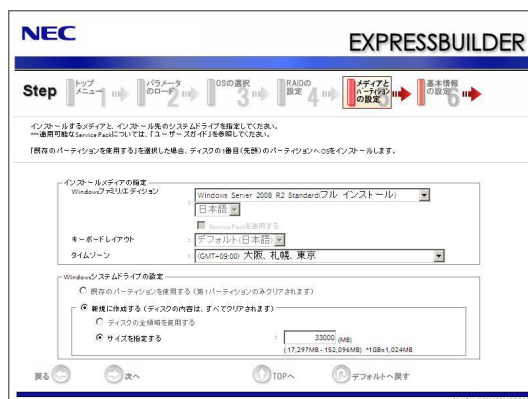 NEC
EXPRESSBUILDER
Step
トップメニュー 1
パラメータのロード 2
OSの選択 3
RAIDの設定 4
メディアとパーティションの設定 5
基本情報の設定 6
インストールするメディアと、インストール先のシステムドライブを指定してください。
***適用可能なService Packについては、「ユーザーズガイド」を参照してください。
「既存のパーティションを使用する」を選択した場合、ディスクの1番目(先頭)のパーティションへOSをインストールします。
インストールメディアの指定
Windowsファミリ/エディション : Windows Server 2008 R2 Standard(フル インストール)
日本語
Service Packを適用する
キーボードレイアウト : デフォルト(日本語)
タイムゾーン : (GMT+09:00) 大阪、札幌、東京
Windowsシステムドライブの設定
既存のパーティションを使用する (第1パーティションのみクリアされます)
新規に作成する (ディスクの内容は、すべてクリアされます)
ディスクの全領域を使用する
サイズを指定する : 33000 (MB)
(17,297MB - 152,096MB) *1GB=1,024MB
戻る 次へ TOPへ デフォルトへ戻す